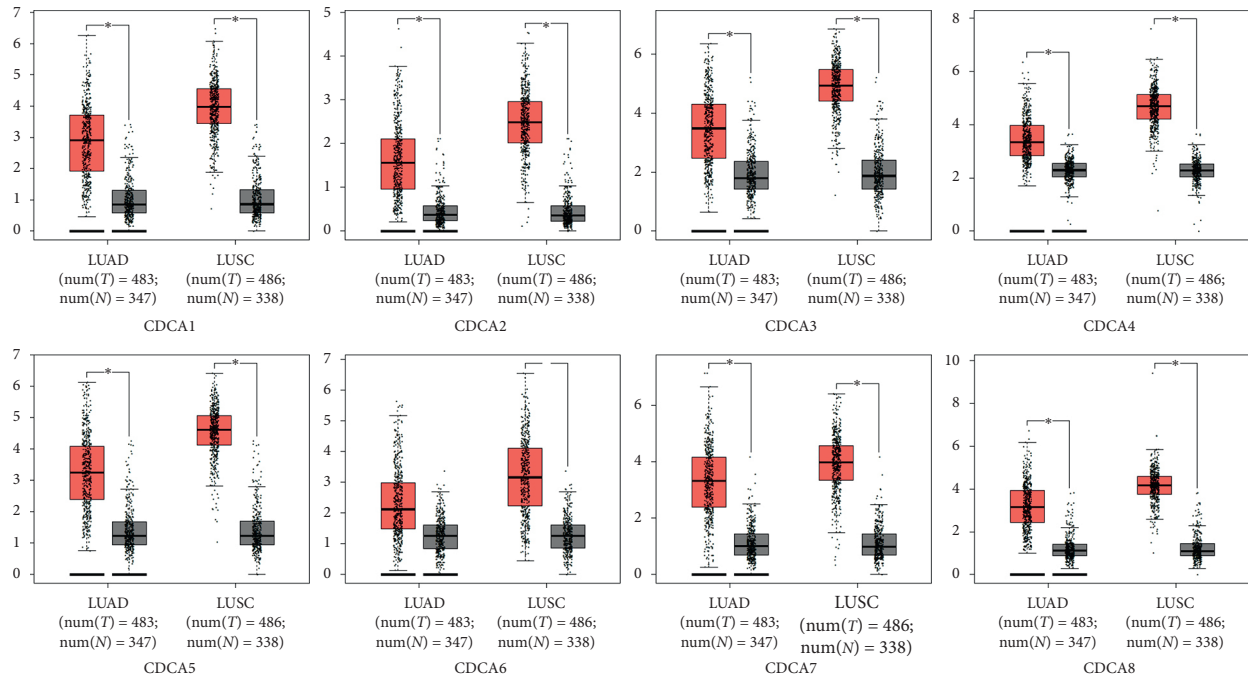 7
6
5
4
3
2
1
0
*
*
LUAD
(num(T) = 483;
num(N) = 347)
LUSC
(num(T) = 486;
num(N) = 338)
CDCA1
5
4
3
2
1
0
*
*
LUAD
(num(T) = 483;
num(N) = 347)
LUSC
(num(T) = 486;
num(N) = 338)
CDCA2
6
4
2
0
*
*
LUAD
(num(T) = 483;
num(N) = 347)
LUSC
(num(T) = 486;
num(N) = 338)
CDCA3
8
6
4
2
0
*
*
LUAD
(num(T) = 483;
num(N) = 347)
LUSC
(num(T) = 486;
num(N) = 338)
CDCA4
7
6
5
4
3
2
1
0
*
*
LUAD
(num(T) = 483;
num(N) = 347)
LUSC
(num(T) = 486;
num(N) = 338)
CDCA5
7
6
5
4
3
2
1
0
LUAD
(num(T) = 483;
num(N) = 347)
LUSC
(num(T) = 486;
num(N) = 338)
CDCA6
6
4
2
0
*
*
LUAD
(num(T) = 483;
num(N) = 347)
LUSC
(num(T) = 486;
num(N) = 338)
CDCA7
10
8
6
4
2
0
*
*
LUAD
(num(T) = 483;
num(N) = 347)
LUSC
(num(T) = 486;
num(N) = 338)
CDCA8